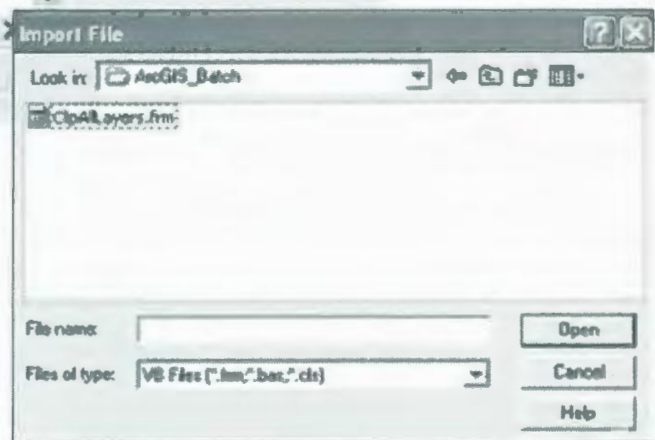 Import File
Look in: ArcGIS_Batch
ClipAllLayers.frm
File name:
Open
Files of type: VB Files (*.frm,*.bas,*.cls)
Cancel
Help